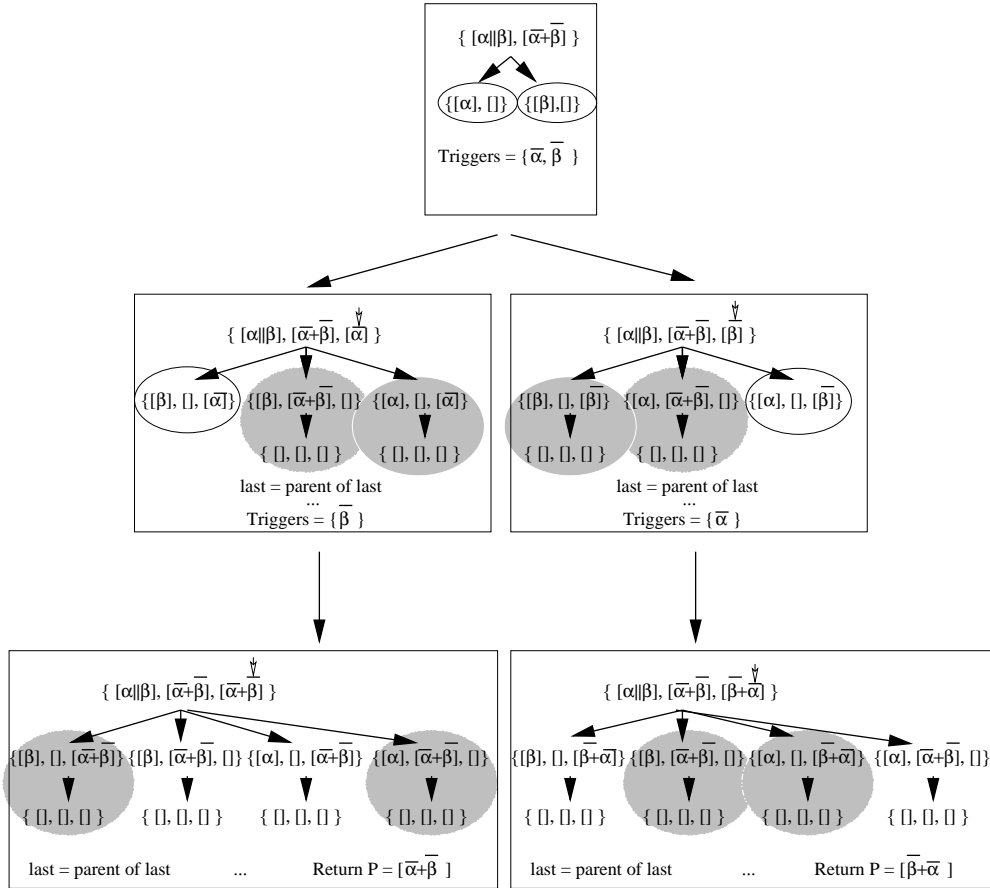 { [α||β], [α̅+β̅] }
{[α], []} {[β],[]}
Triggers = {α̅, β̅ }
{ [α||β], [α̅+β̅], [α̅] }
{[β], [], [α̅]} {[β], [α̅+β̅], []} {[α], [], [α̅]}
{ [], [], [] } { [], [], [] }
last = parent of last
...
Triggers = { β̅ }
{ [α||β], [α̅+β̅], [β̅] }
{[β], [], [β̅]} {[α], [α̅+β̅], []} {[α], [], [β̅]}
{ [], [], [] } { [], [], [] }
last = parent of last
...
Triggers = { α̅ }
{ [α||β], [α̅+β̅], [α̅+β̅] }
{[β], [], [α̅+β̅]} {[β], [α̅+β̅], []} {[α], [], [α̅+β̅]} {[α], [α̅+β̅], []}
{ [], [], [] } { [], [], [] } { [], [], [] } { [], [], [] }
last = parent of last ... Return P = [α̅+β̅ ]
{ [α||β], [α̅+β̅], [β̅+α̅] }
{[β], [], [β̅+α̅]} {[β], [α̅+β̅], []} {[α], [], [β̅+α̅]} {[α], [α̅+β̅], []}
{ [], [], [] } { [], [], [] } { [], [], [] } { [], [], [] }
last = parent of last ... Return P = [β̅+α̅ ]